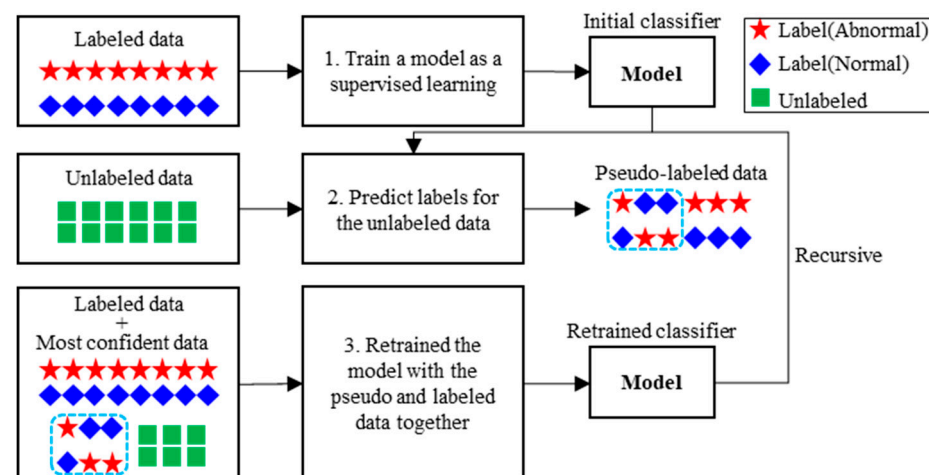 Labeled data
1. Train a model as a
supervised learning
Initial classifier
Model
Label(Abnormal)
Label(Normal)
Unlabeled
Unlabeled data
2. Predict labels for
the unlabeled data
Pseudo-labeled data
Recursive
Labeled data
+
Most confident data
3. Retrained the
model with the
pseudo and labeled
data together
Retrained classifier
Model